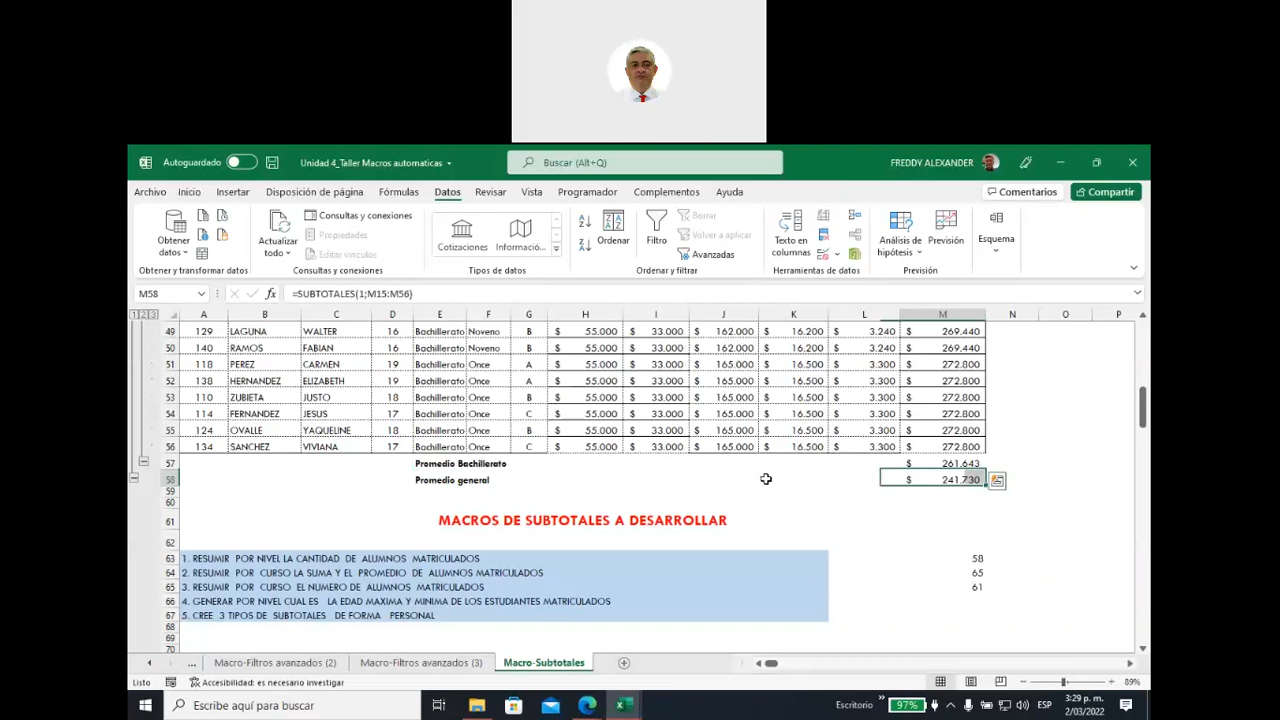 Autoguardado
Unidad 4_Taller Macros automaticas
Buscar (Alt+Q)
FREDDY ALEXANDER
Archivo Inicio Insertar Disposición de página Fórmulas Datos Revisar Vista Programador Complementos Ayuda
Comentarios Compartir
Obtener datos
Actualizar todo
Consultas y conexiones
Propiedades
Editar vínculos
Cotizaciones Informació...
Ordenar
Filtro
Borrar
Volver a aplicar
Avanzadas
Texto en columnas
Análisis de hipótesis
Previsión
Esquema
Obtener y transformar datos Consultas y conexiones Tipos de datos Ordenar y filtrar Herramientas de datos Previsión
M58 fx =SUBTOTALES(1;M15:M56)
1 2 3 A B C D E F G H I J K L M N O P
49 129 LAGUNA WALTER 16 Bachillerato Noveno B $ 55.000 $ 33.000 $ 162.000 $ 16.200 $ 3.240 $ 269.440
50 140 RAMOS FABIAN 16 Bachillerato Noveno B $ 55.000 $ 33.000 $ 162.000 $ 16.200 $ 3.240 $ 269.440
51 118 PEREZ CARMEN 19 Bachillerato Once A $ 55.000 $ 33.000 $ 165.000 $ 16.500 $ 3.300 $ 272.800
52 138 HERNANDEZ ELIZABETH 19 Bachillerato Once A $ 55.000 $ 33.000 $ 165.000 $ 16.500 $ 3.300 $ 272.800
53 110 ZUBIETA JUSTO 18 Bachillerato Once B $ 55.000 $ 33.000 $ 165.000 $ 16.500 $ 3.300 $ 272.800
54 114 FERNANDEZ JESUS 17 Bachillerato Once C $ 55.000 $ 33.000 $ 165.000 $ 16.500 $ 3.300 $ 272.800
55 124 OVALLE YAQUELINE 18 Bachillerato Once B $ 55.000 $ 33.000 $ 165.000 $ 16.500 $ 3.300 $ 272.800
56 134 SANCHEZ VIVIANA 17 Bachillerato Once C $ 55.000 $ 33.000 $ 165.000 $ 16.500 $ 3.300 $ 272.800
57 Promedio Bachillerato $ 261.643
58 Promedio general $ 241.730
59
60
61 MACROS DE SUBTOTALES A DESARROLLAR
62
63 1. RESUMIR POR NIVEL LA CANTIDAD DE ALUMNOS MATRICULADOS 58
64 2. RESUMIR POR CURSO LA SUMA Y EL PROMEDIO DE ALUMNOS MATRICULADOS 65
65 3. RESUMIR POR CURSO EL NUMERO DE ALUMNOS MATRICULADOS 61
66 4. GENERAR POR NIVEL CUAL ES LA EDAD MAXIMA Y MINIMA DE LOS ESTUDIANTES MATRICULADOS
67 5. CREE 3 TIPOS DE SUBTOTALES DE FORMA PERSONAL
68
69
70
... Macro-Filtros avanzados (2) Macro-Filtros avanzados (3) Macro-Subtotales
Listo Accesibilidad: es necesario investigar 89%
Escribe aquí para buscar
Escritorio 97% ESP
3:29 p. m.
2/03/2022